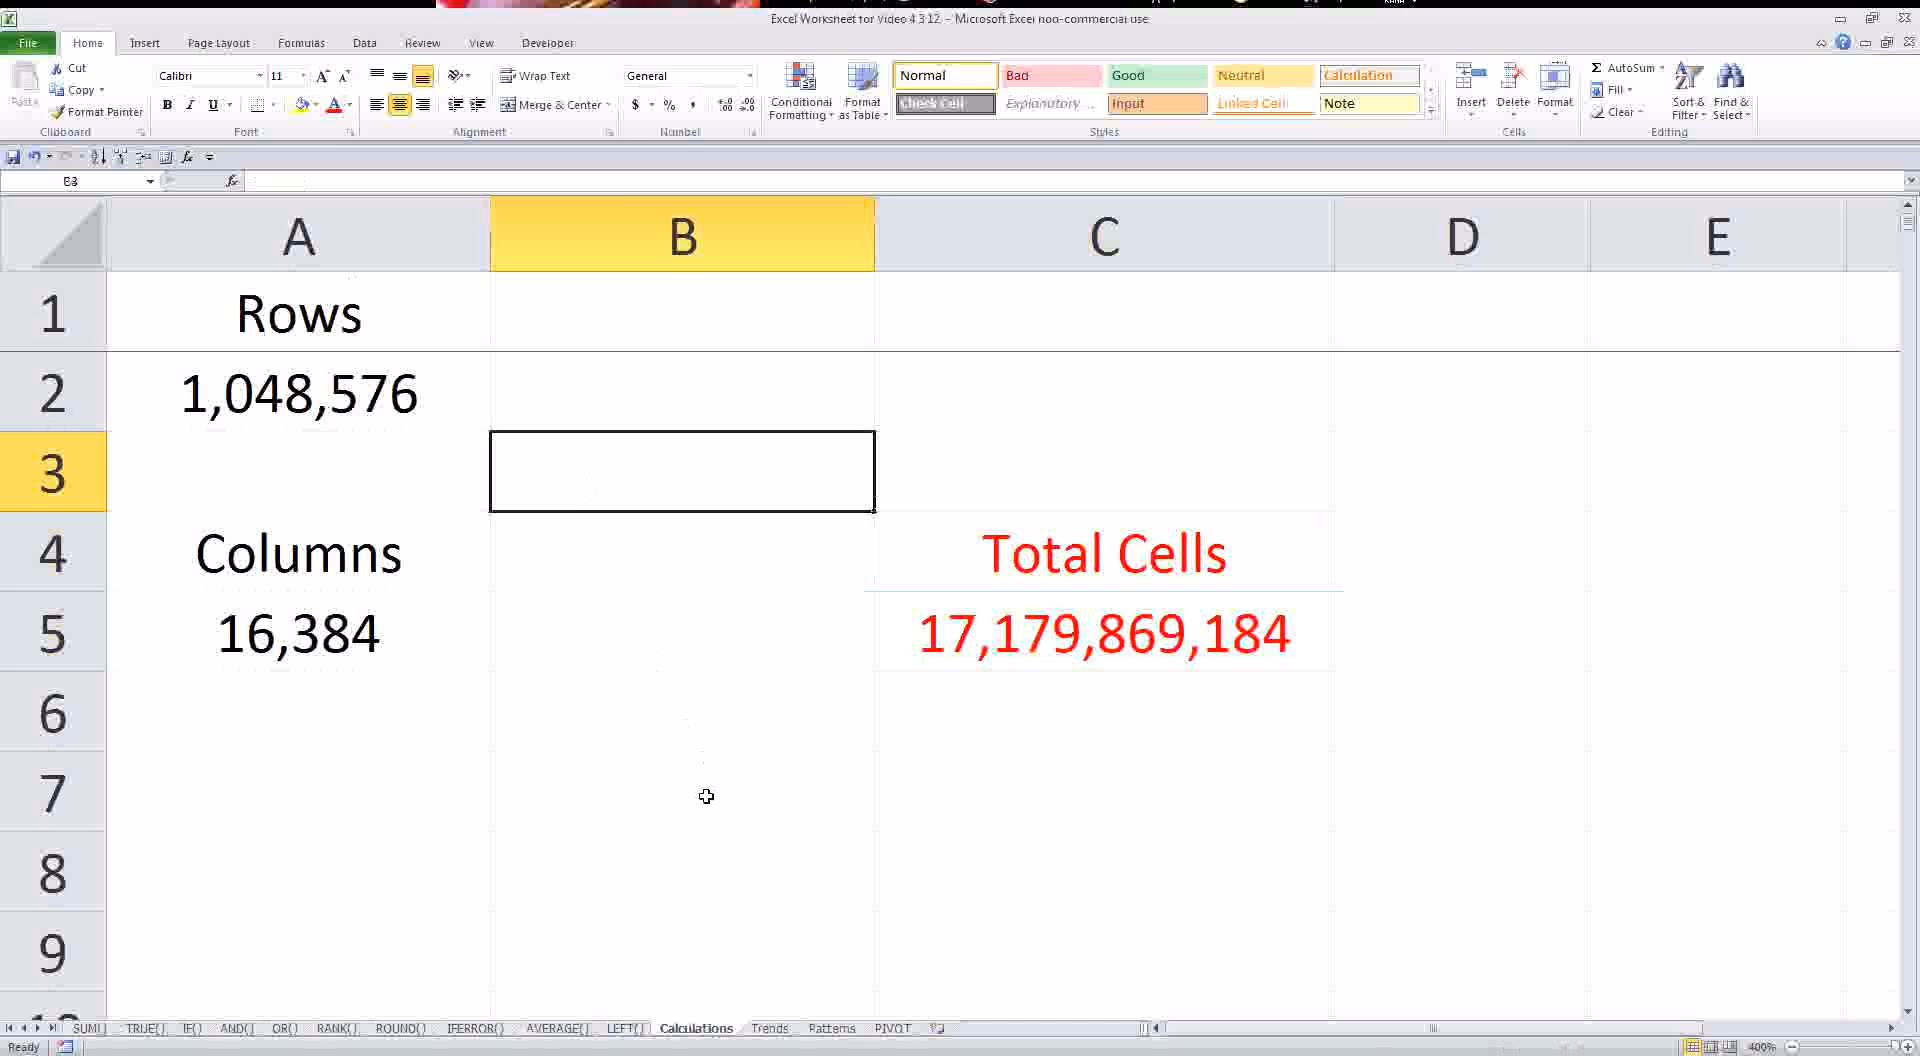 Excel Worksheet for Video 4 3 12 - Microsoft Excel non-commercial use
File Home Insert Page Layout Formulas Data Review View Developer
Cut Calibri 11 Wrap Text General Normal Bad Good Neutral Calculation AutoSum
Paste Copy Conditional Formatting Format as Table Insert Delete Format Fill Sort & Filter Find & Select
Format Painter B I U Merge & Center $ % , Check Cell Explanatory ... Input Linked Cell Note Clear
Clipboard Font Alignment Number Styles Cells Editing
B3 fx
A B C D E
1 Rows
2 1,048,576
3
4 Columns Total Cells
5 16,384 17,179,869,184
6
7
8
9
SUM() TRUE() IF() AND() OR() RANK() ROUND() IFERROR() AVERAGE() LEFT() Calculations Trends Patterns PIVOT
Ready 400%